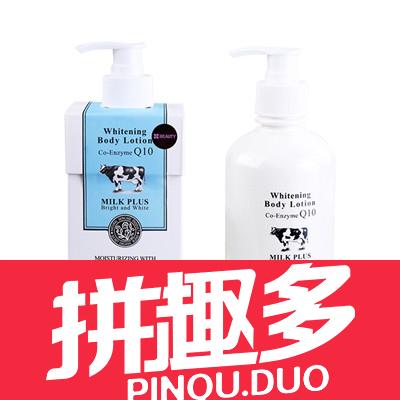 Whitening
Body Lotion
Co-Enzyme Q10
MILK PLUS
Bright and White
MOISTURIZING WITH
BEAUTY
Whitening
Body Lotion
Co-Enzyme Q10
MILK PLUS
拼趣多
PINQU.DUO